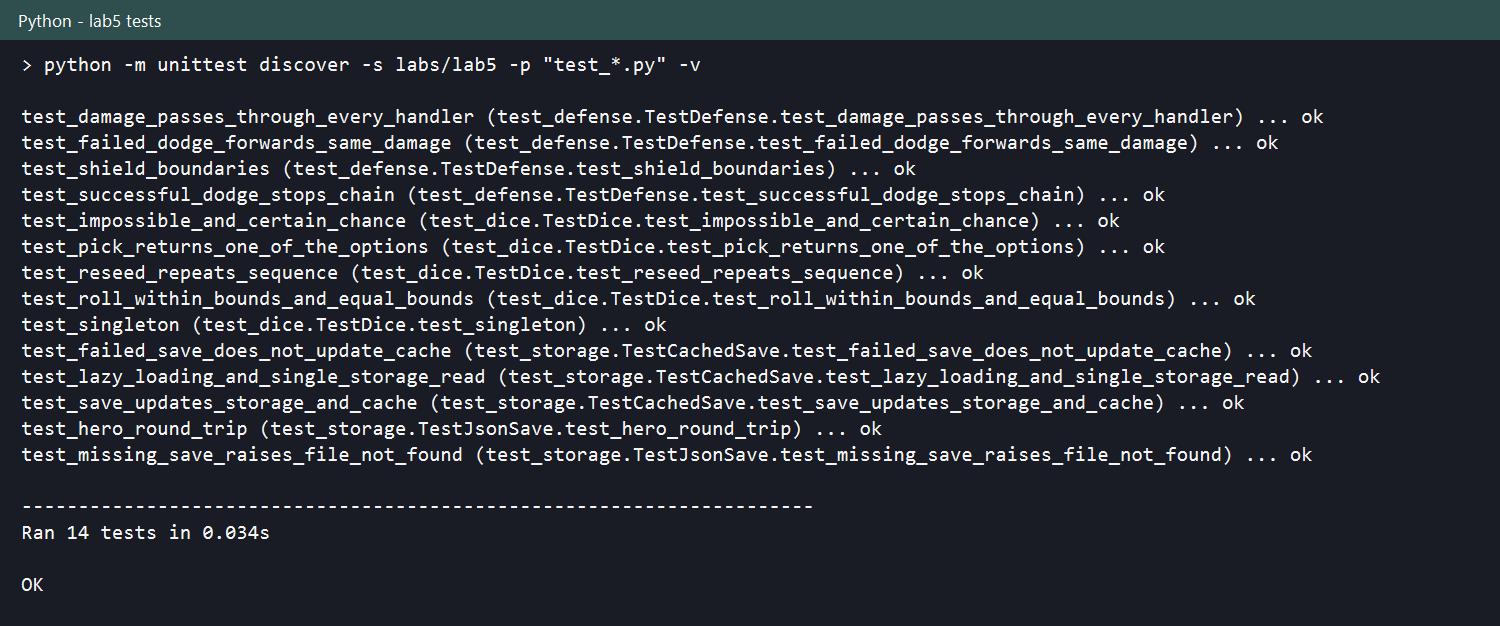 Python - lab5 tests
> python -m unittest discover -s labs/lab5 -p "test_*.py" -v
test_damage_passes_through_every_handler (test_defense.TestDefense.test_damage_passes_through_every_handler) ... ok
test_failed_dodge_forwards_same_damage (test_defense.TestDefense.test_failed_dodge_forwards_same_damage) ... ok
test_shield_boundaries (test_defense.TestDefense.test_shield_boundaries) ... ok
test_successful_dodge_stops_chain (test_defense.TestDefense.test_successful_dodge_stops_chain) ... ok
test_impossible_and_certain_chance (test_dice.TestDice.test_impossible_and_certain_chance) ... ok
test_pick_returns_one_of_the_options (test_dice.TestDice.test_pick_returns_one_of_the_options) ... ok
test_reseed_repeats_sequence (test_dice.TestDice.test_reseed_repeats_sequence) ... ok
test_roll_within_bounds_and_equal_bounds (test_dice.TestDice.test_roll_within_bounds_and_equal_bounds) ... ok
test_singleton (test_dice.TestDice.test_singleton) ... ok
test_failed_save_does_not_update_cache (test_storage.TestCachedSave.test_failed_save_does_not_update_cache) ... ok
test_lazy_loading_and_single_storage_read (test_storage.TestCachedSave.test_lazy_loading_and_single_storage_read) ... ok
test_save_updates_storage_and_cache (test_storage.TestCachedSave.test_save_updates_storage_and_cache) ... ok
test_hero_round_trip (test_storage.TestJsonSave.test_hero_round_trip) ... ok
test_missing_save_raises_file_not_found (test_storage.TestJsonSave.test_missing_save_raises_file_not_found) ... ok
----------------------------------------------------------------------
Ran 14 tests in 0.034s
OK